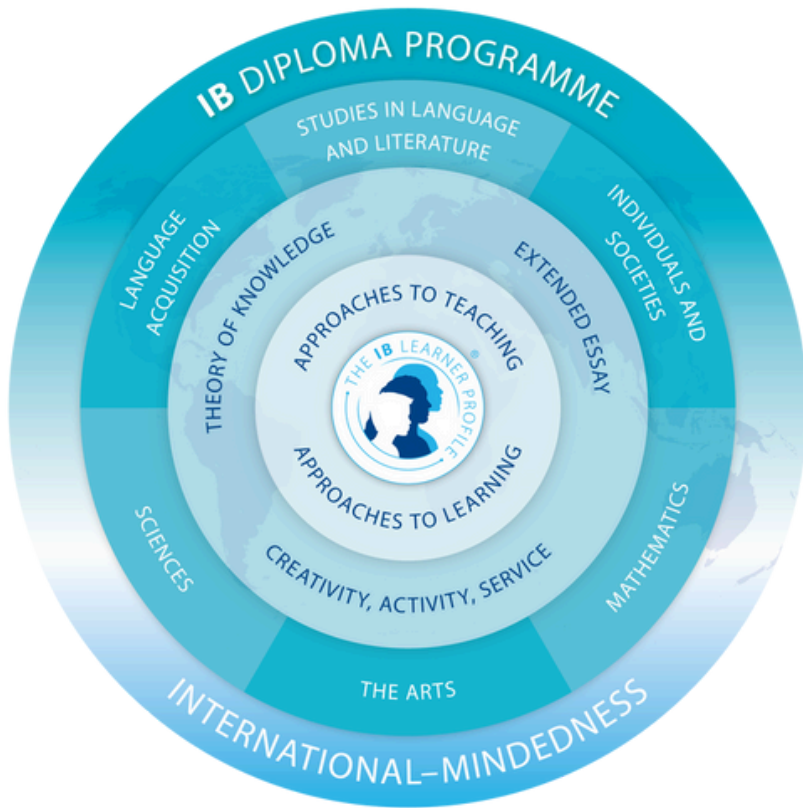 IB DIPLOMA PROGRAMME
STUDIES IN LANGUAGE
AND LITERATURE
LANGUAGE
ACQUISITION
INDIVIDUALS AND
SOCIETIES
THEORY OF KNOWLEDGE
EXTENDED ESSAY
APPROACHES TO TEACHING
THE IB LEARNER PROFILE
®
APPROACHES TO LEARNING
CREATIVITY, ACTIVITY, SERVICE
SCIENCES
MATHEMATICS
THE ARTS
INTERNATIONAL–MINDEDNESS